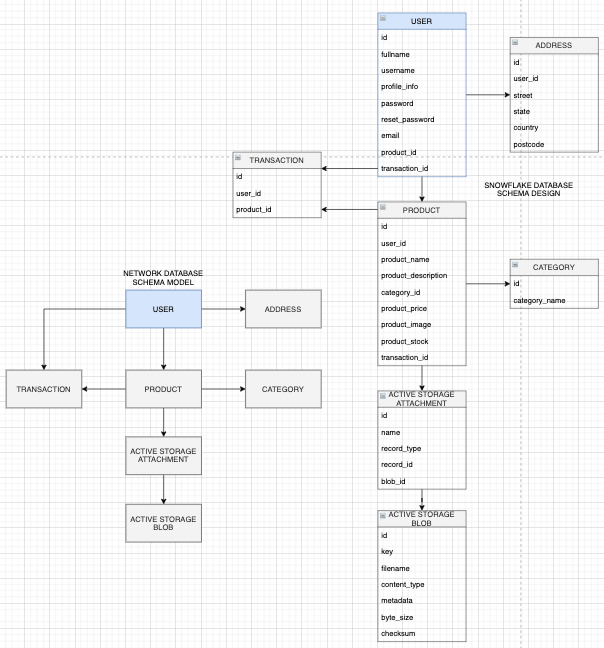 USER
id
fullname
username
profile_info
password
reset_password
email
product_id
transaction_id
ADDRESS
id
user_id
street
state
country
postcode
TRANSACTION
id
user_id
product_id
SNOWFLAKE DATABASE
SCHEMA DESIGN
PRODUCT
id
user_id
product_name
product_description
category_id
product_price
product_image
product_stock
transaction_id
CATEGORY
id
category_name
ACTIVE STORAGE
ATTACHMENT
id
name
record_type
record_id
blob_id
ACTIVE STORAGE
BLOB
id
key
filename
content_type
metadata
byte_size
checksum
NETWORK DATABASE
SCHEMA MODEL
USER
ADDRESS
TRANSACTION
PRODUCT
CATEGORY
ACTIVE STORAGE
ATTACHMENT
ACTIVE STORAGE
BLOB